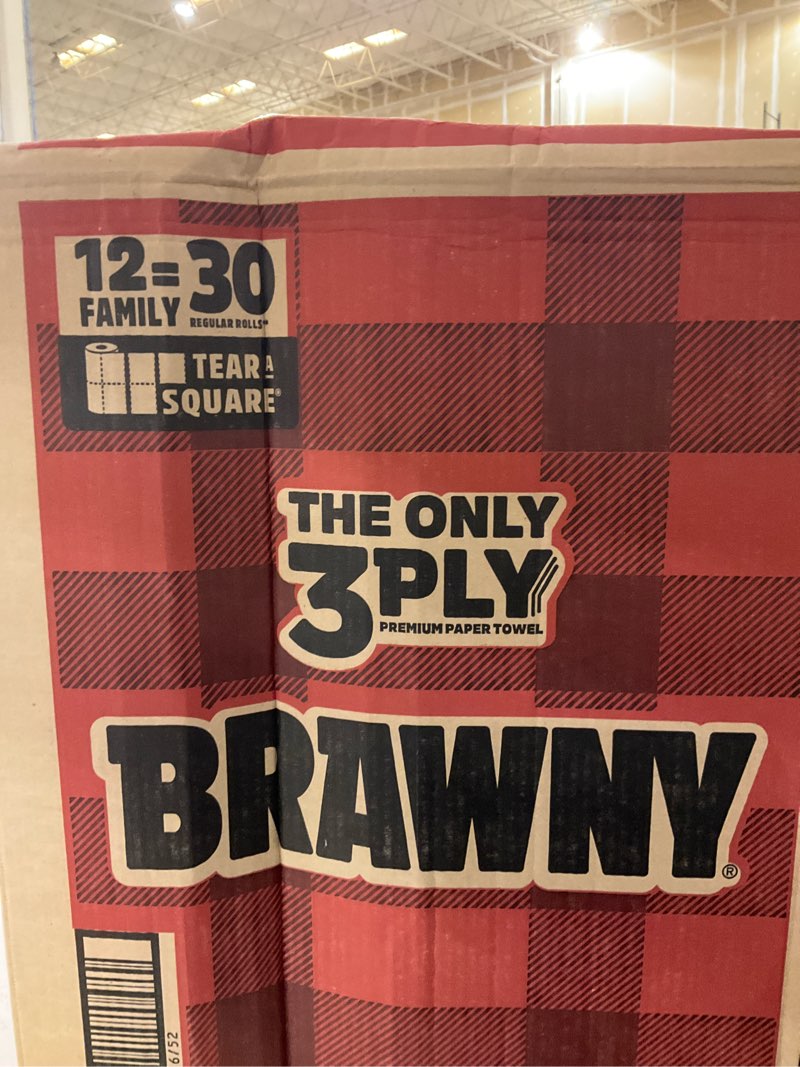 12=30
FAMILY REGULAR ROLLS**
TEAR A
SQUARE®
THE ONLY
3PLY
PREMIUM PAPER TOWEL
BRAWNY®
6/52